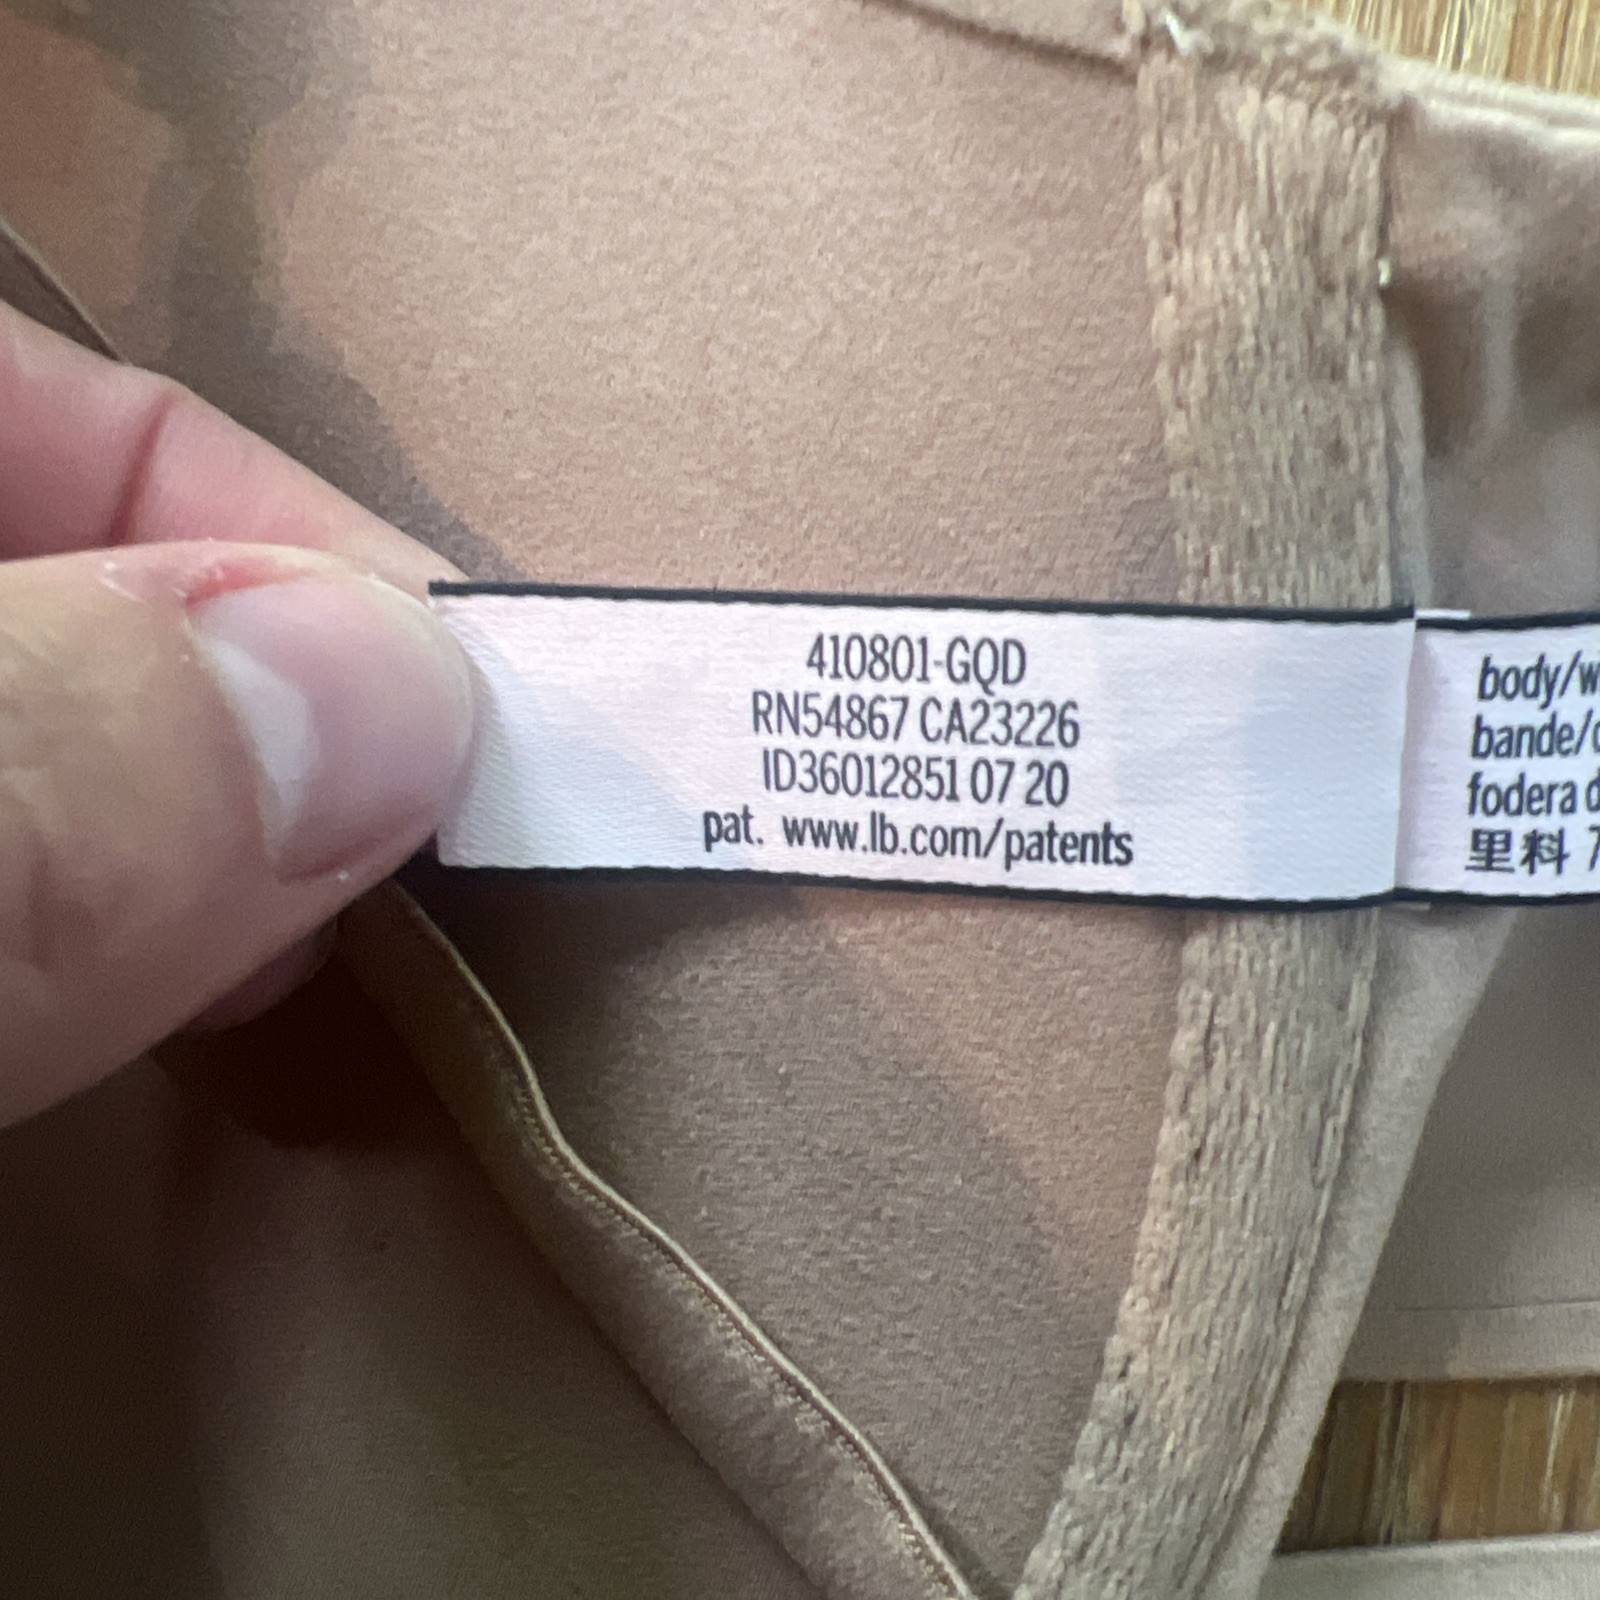 410801-GQD
RN54867 CA23226
ID36012851 07 20
pat. www.lb.com/patents
body/w
bande/
fodera d
里料 7